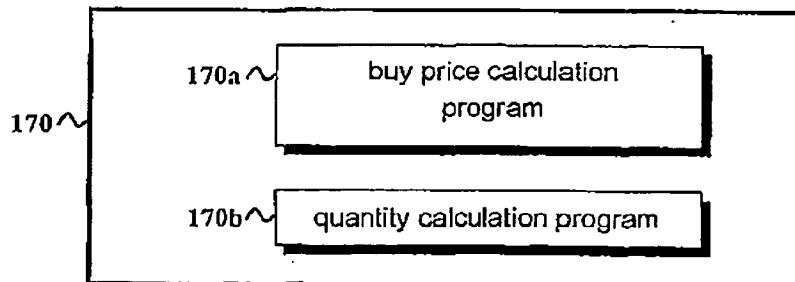 170a
buy price calculation
program
170
170b
quantity calculation program